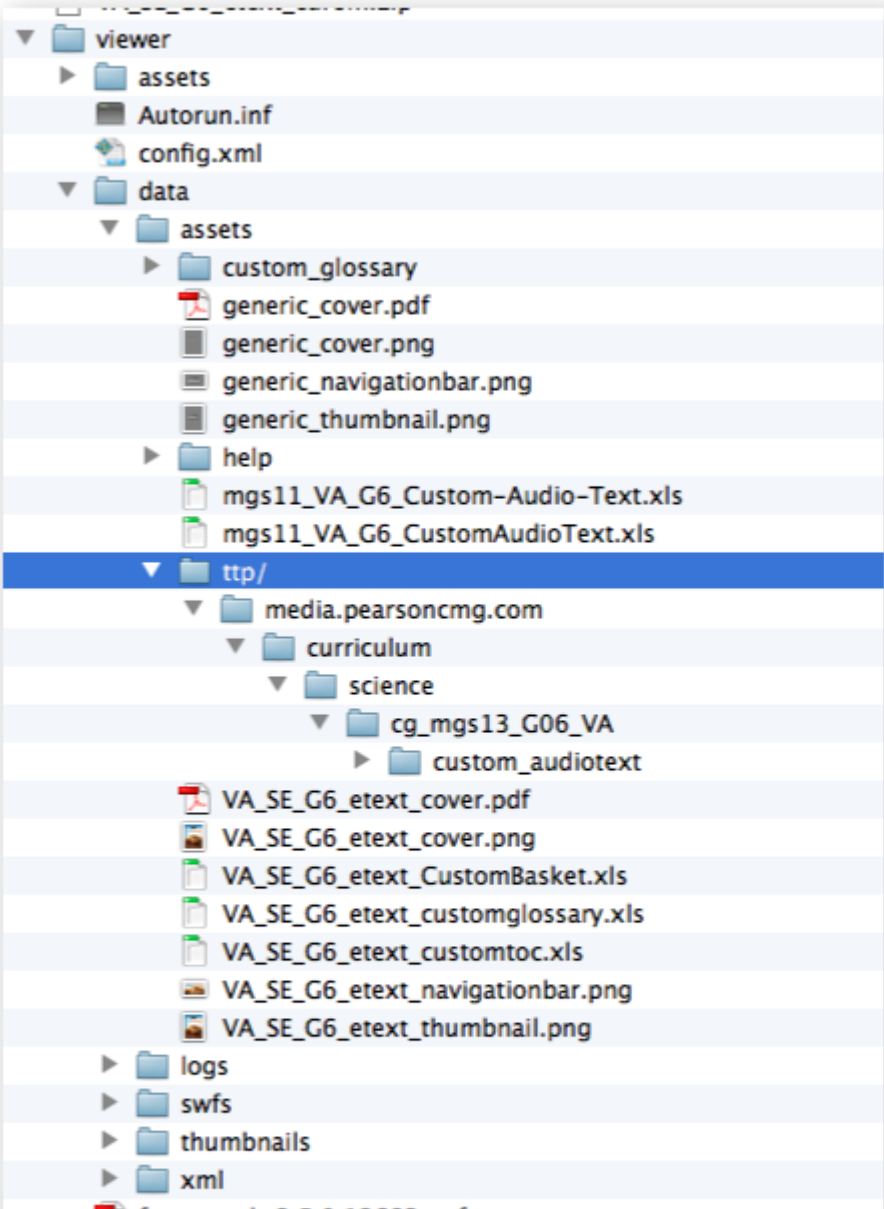 viewer
assets
Autorun.inf
config.xml
data
assets
custom_glossary
generic_cover.pdf
generic_cover.png
generic_navigationbar.png
generic_thumbnail.png
help
mgs11_VA_G6_Custom-Audio-Text.xls
mgs11_VA_G6_CustomAudioText.xls
ttp/
media.pearsoncmg.com
curriculum
science
cg_mgs13_G06_VA
custom_audiotext
VA_SE_G6_etext_cover.pdf
VA_SE_G6_etext_cover.png
VA_SE_G6_etext_CustomBasket.xls
VA_SE_G6_etext_customglossary.xls
VA_SE_G6_etext_customtoc.xls
VA_SE_G6_etext_navigationbar.png
VA_SE_G6_etext_thumbnail.png
logs
swfs
thumbnails
xml